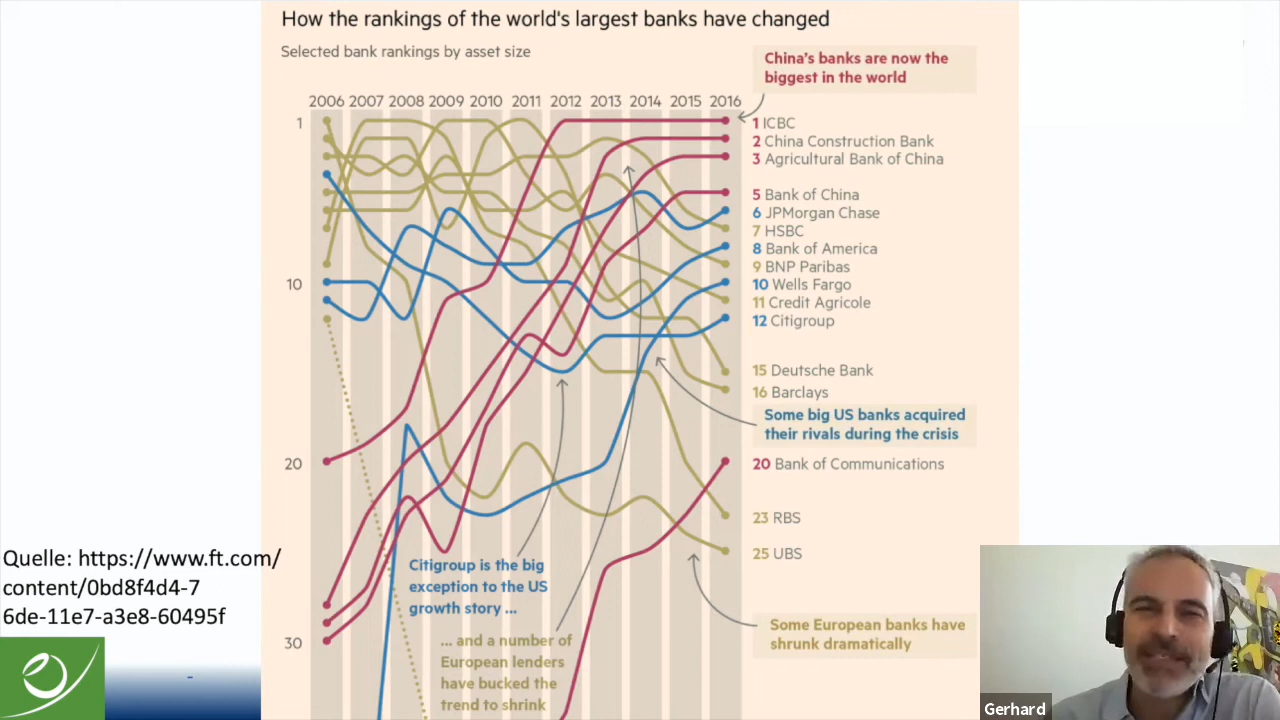 How the rankings of the world's largest banks have changed
Selected bank rankings by asset size
China's banks are now the
biggest in the world
2006 2007 2008 2009 2010 2011 2012 2013 2014 2015 2016
1
10
20
30
1 ICBC
2 China Construction Bank
3 Agricultural Bank of China
5 Bank of China
6 JPMorgan Chase
7 HSBC
8 Bank of America
9 BNP Paribas
10 Wells Fargo
11 Credit Agricole
12 Citigroup
15 Deutsche Bank
16 Barclays
Some big US banks acquired
their rivals during the crisis
20 Bank of Communications
23 RBS
25 UBS
Citigroup is the big
exception to the US
growth story ...
... and a number of
European lenders
have bucked the
trend to shrink
Some European banks have
shrunk dramatically
Quelle: https://www.ft.com/
content/0bd8f4d4-7
6de-11e7-a3e8-60495f
Gerhard